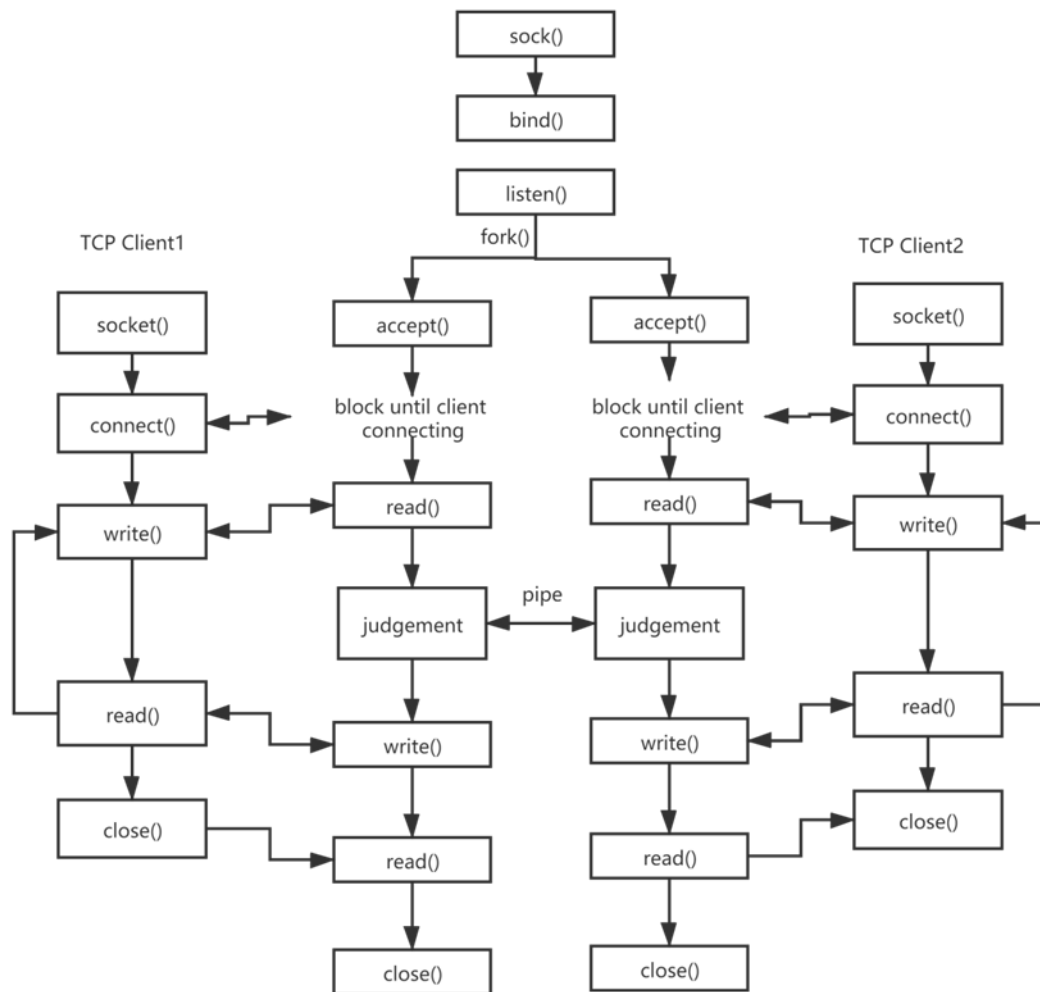 sock()
bind()
listen()
fork()
TCP Client1
TCP Client2
socket()
accept()
accept()
socket()
connect()
block until client
connecting
block until client
connecting
connect()
write()
read()
read()
write()
judgement
pipe
judgement
read()
write()
write()
read()
close()
read()
read()
close()
close()
close()